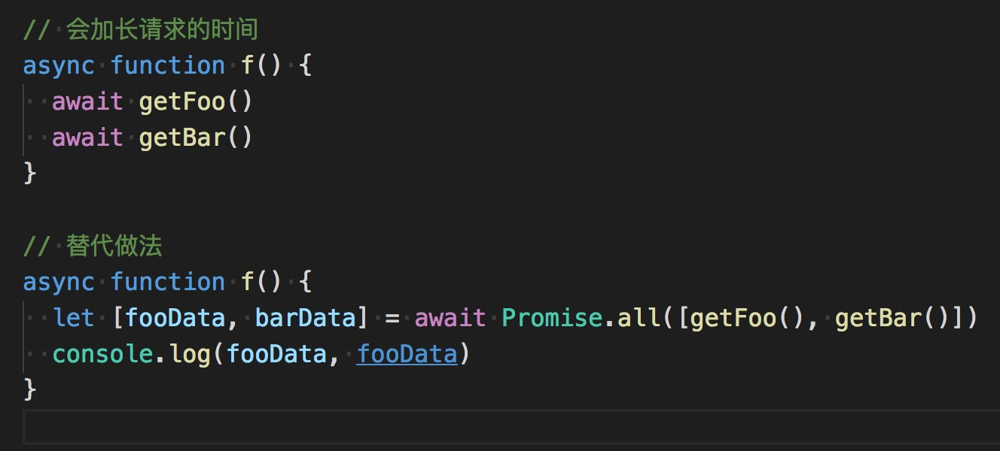 // 会加长请求的时间
async function f() {
  await getFoo()
  await getBar()
}
// 替代做法
async function f() {
  let [fooData, barData] = await Promise.all([getFoo(), getBar()])
  console.log(fooData, fooData)
}